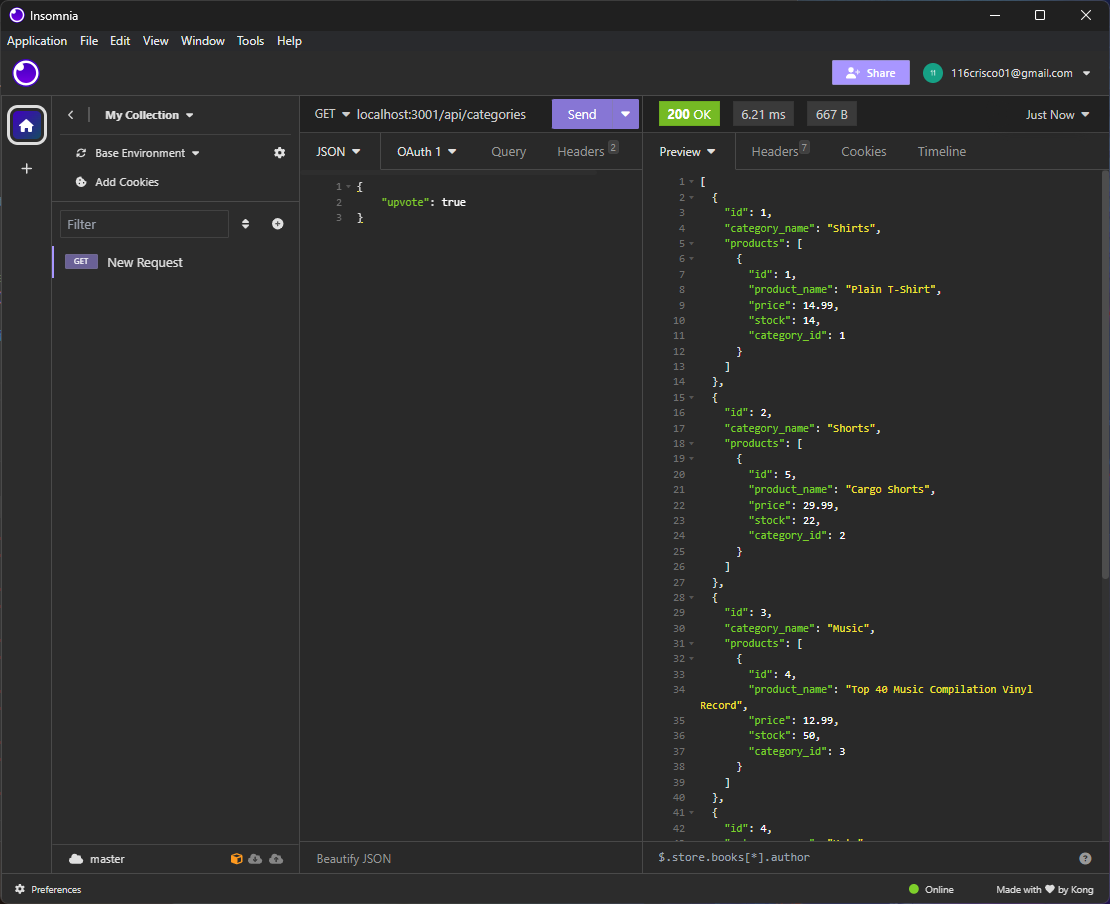 Insomnia
Application File Edit View Window Tools Help
Share 11 116crisco01@gmail.com
My Collection
Base Environment
Add Cookies
Filter
GET New Request
GET localhost:3001/api/categories Send
JSON OAuth 1 Query Headers 2
1 {
2 "upvote": true
3 }
200 OK 6.21 ms 667 B Just Now
Preview Headers 7 Cookies Timeline
1 [
2 {
3 "id": 1,
4 "category_name": "Shirts",
5 "products": [
6 {
7 "id": 1,
8 "product_name": "Plain T-Shirt",
9 "price": 14.99,
10 "stock": 14,
11 "category_id": 1
12 }
13 ]
14 },
15 {
16 "id": 2,
17 "category_name": "Shorts",
18 "products": [
19 {
20 "id": 5,
21 "product_name": "Cargo Shorts",
22 "price": 29.99,
23 "stock": 22,
24 "category_id": 2
25 }
26 ]
27 },
28 {
29 "id": 3,
30 "category_name": "Music",
31 "products": [
32 {
33 "id": 4,
34 "product_name": "Top 40 Music Compilation Vinyl
Record",
35 "price": 12.99,
36 "stock": 50,
37 "category_id": 3
38 }
39 ]
40 },
41 {
42 "id": 4,
master
Beautify JSON
$.store.books[*].author
Preferences
Online Made with by Kong